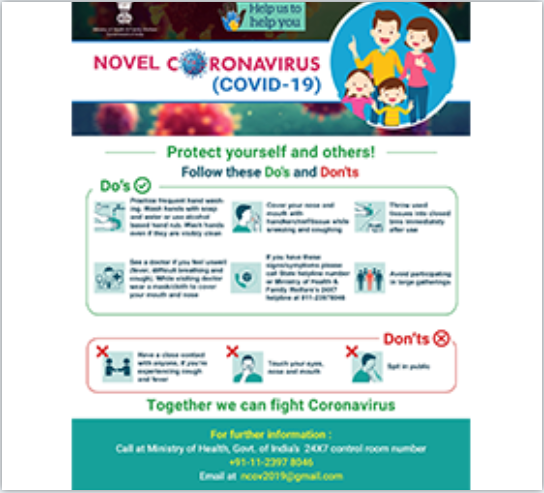 Ministry of Health & Family Welfare
Government of India
Help us to
help you
NOVEL CORONAVIRUS
(COVID-19)
Protect yourself and others!
Follow these Do's and Don'ts
Do's
Practice frequent hand wash-
ing. Wash hands with soap
and water or use alcohol
based hand rub. Wash hands
even if they are visibly clean
Cover your nose and
mouth with
handkerchief/tissue while
sneezing and coughing
Throw used
tissues into closed
bins immediately
after use
See a doctor if you feel unwell
(fever, difficult breathing and
cough). While visiting doctor
wear a mask/cloth to cover
your mouth and nose
If you have these
signs/symptoms please
call State helpline number
or Ministry of Health &
Family Welfare's 24X7
helpline at 011-23978046
Avoid participating
in large gatherings
Don'ts
Have a close contact
with anyone, if you're
experiencing cough
and fever
Touch your eyes,
nose and mouth
Spit in public
Together we can fight Coronavirus
For further information :
Call at Ministry of Health, Govt. of India's 24X7 control room number
+91-11-2397 8046
Email at ncov2019@gmail.com